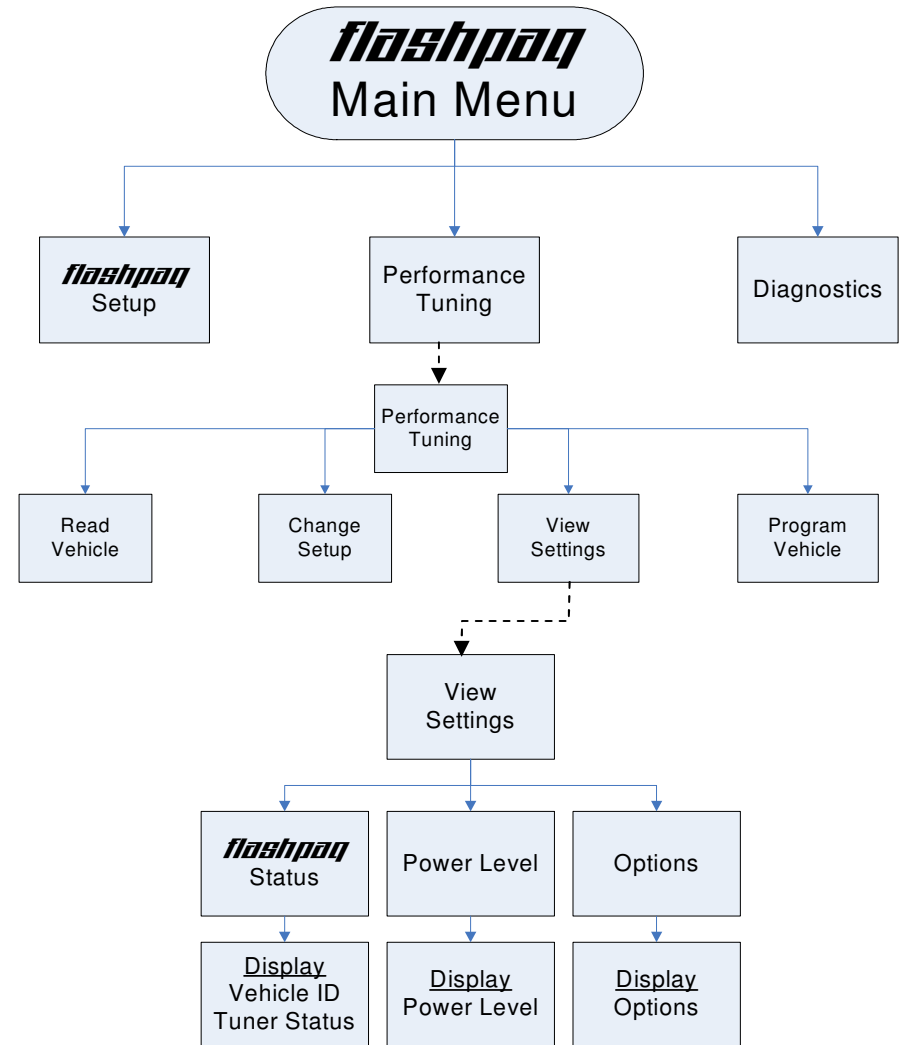 flashpaq
Main Menu
flashpaq
Setup
Performance
Tuning
Diagnostics
Performance
Tuning
Read
Vehicle
Change
Setup
View
Settings
Program
Vehicle
View
Settings
flashpaq
Status
Power Level
Options
Display
Vehicle ID
Tuner Status
Display
Power Level
Display
Options